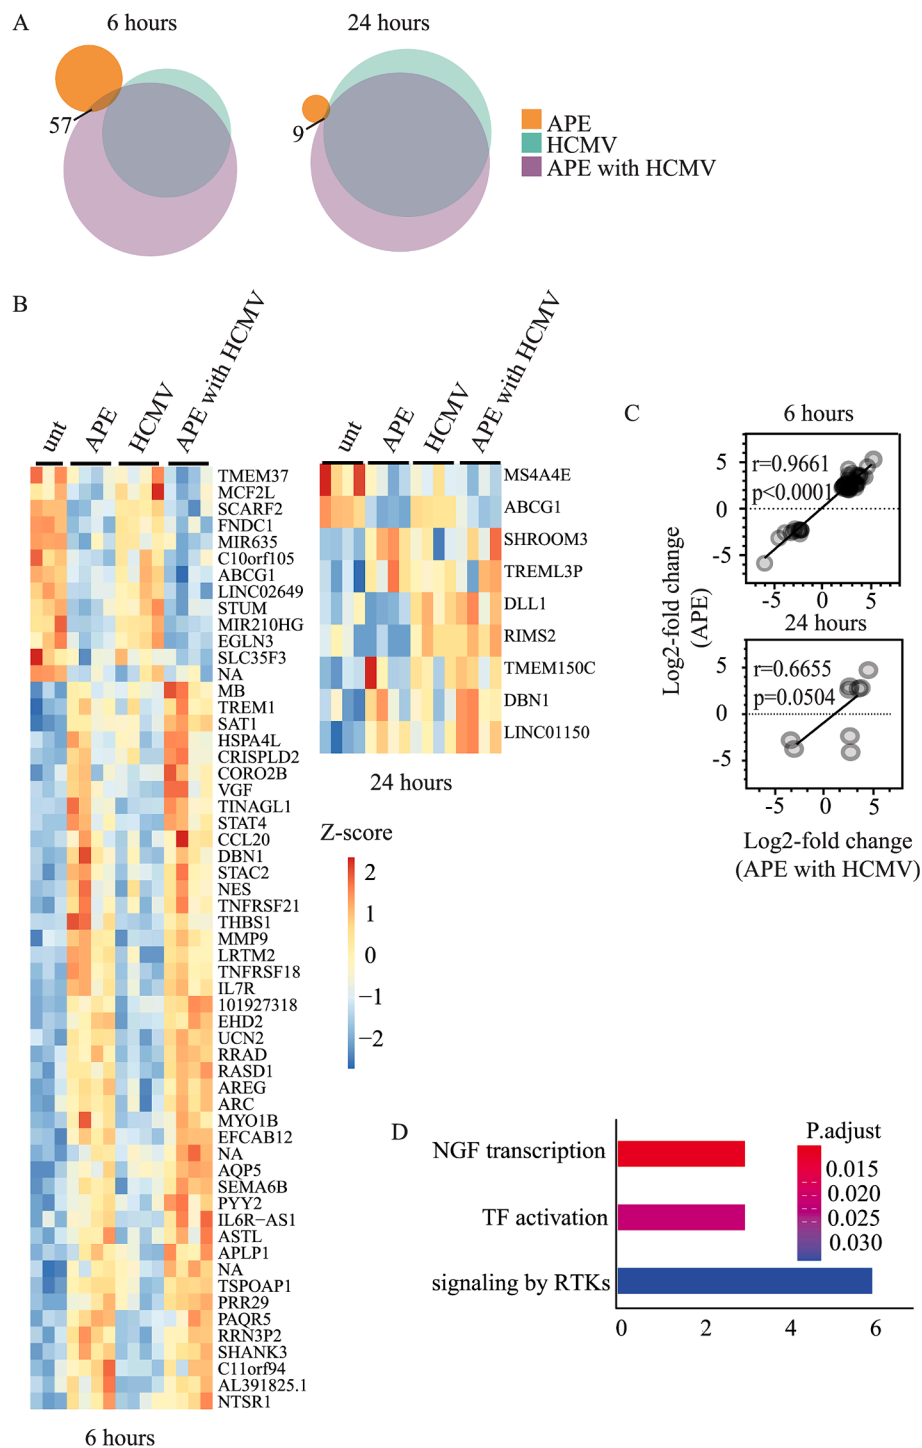 A
6 hours
24 hours
57
9
APE
HCMV
APE with HCMV
B
unt
APE
HCMV
APE with HCMV
TMEM37
MCF2L
SCARF2
FNDC1
MIR635
C10orf105
ABCG1
LINC02649
STUM
MIR210HG
EGLN3
SLC35F3
NA
MB
TREM1
SAT1
HSPA4L
CRISPLD2
CORO2B
VGF
TINAGL1
STAT4
CCL20
DBN1
STAC2
NES
TNFRSF21
THBS1
MMP9
LRTM2
TNFRSF18
IL7R
101927318
EHD2
UCN2
RRAD
RASD1
AREG
ARC
MYO1B
EFCAB12
NA
AQP5
SEMA6B
PYY2
IL6R−AS1
ASTL
APLP1
NA
TSPOAP1
PRR29
PAQR5
RRN3P2
SHANK3
C11orf94
AL391825.1
NTSR1
6 hours
unt
APE
HCMV
APE with HCMV
MS4A4E
ABCG1
SHROOM3
TREML3P
DLL1
RIMS2
TMEM150C
DBN1
LINC01150
24 hours
Z-score
2
1
0
−1
−2
C
6 hours
r=0.9661
p<0.0001
5
0
-5
-5 0 5
24 hours
r=0.6655
p=0.0504
5
0
-5
-5 0 5
Log2-fold change
(APE)
Log2-fold change
(APE with HCMV)
D
NGF transcription
TF activation
signaling by RTKs
0 2 4 6
P.adjust
0.015
0.020
0.025
0.030